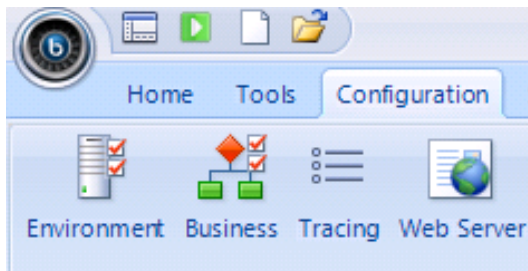 b
Home Tools Configuration
Environment Business Tracing Web Server